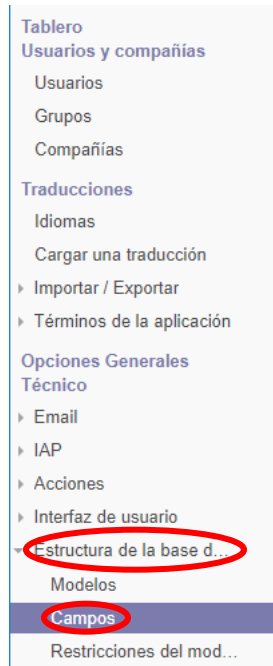 Tablero
Usuarios y compañías
Usuarios
Grupos
Compañías
Traducciones
Idiomas
Cargar una traducción
Importar / Exportar
Términos de la aplicación
Opciones Generales
Técnico
Email
IAP
Acciones
Interfaz de usuario
Estructura de la base d...
Modelos
Campos
Restricciones del mod...